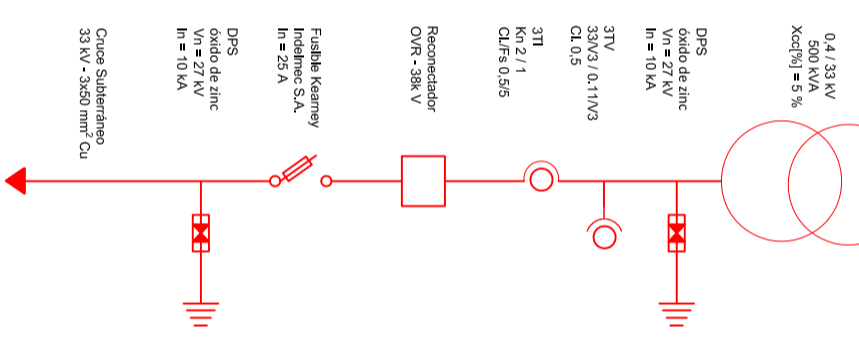 0,4 / 33 kV
500 kVA
Xcc[%] = 5 %
DPS
óxido de zinc
Vn = 27 kV
In = 10 kA
3TV
33/V3 / 0.11/V3
Cl. 0,5
3TI
Kn 2 / 1
Cl./Fs 0,5/5
Reconectador
OVR - 38k V
Fusible Kearney
Indelmec S.A.
In = 25 A
DPS
óxido de zinc
Vn = 27 kV
In = 10 kA
Cruce Subterráneo
33 kV - 3x50 mm² Cu